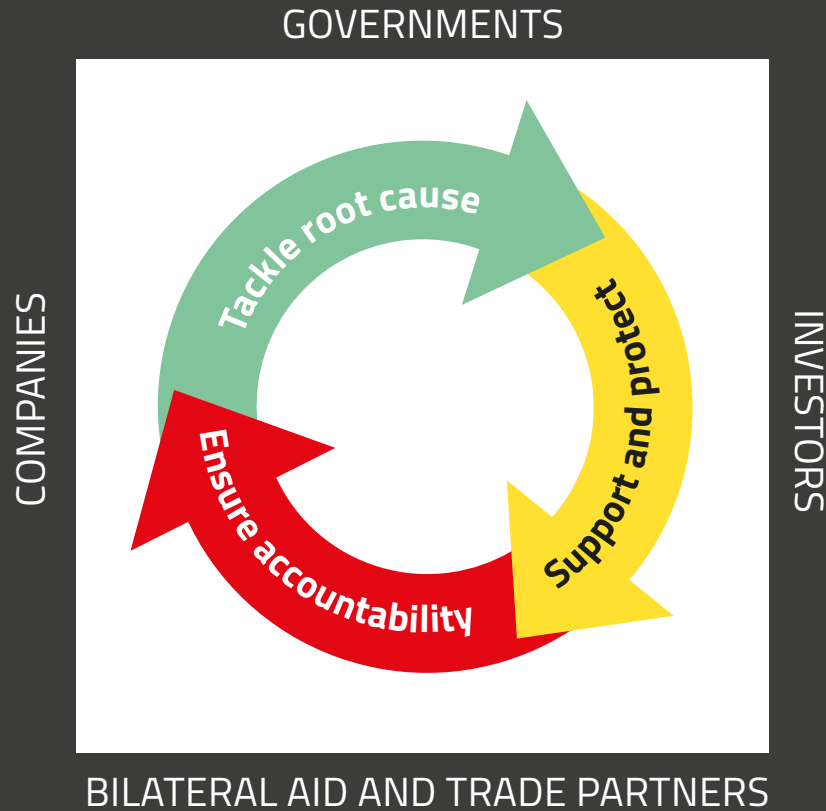 GOVERNMENTS
Tackle root cause
Support and protect
Ensure accountability
COMPANIES
INVESTORS
BILATERAL AID AND TRADE PARTNERS